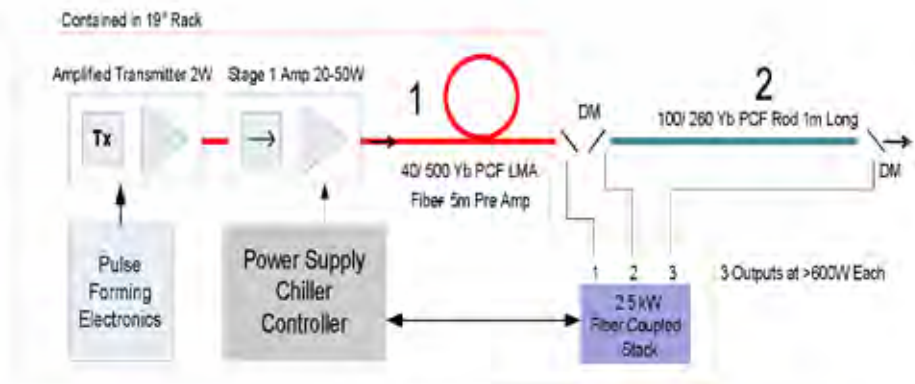 Contained in 19" Rack
Amplified Transmitter 2W
Stage 1 Amp 20-50W
1
2
DM
100/ 260 Yb PCF Rod 1m Long
Tx
40/ 500 Yb PCF LMA
Fiber 5m Pre Amp
DM
Pulse
Forming
Electronics
Power Supply
Chiller
Controller
1 2 3
3 Outputs at >600W Each
2.5 kW
Fiber Coupled
Stack